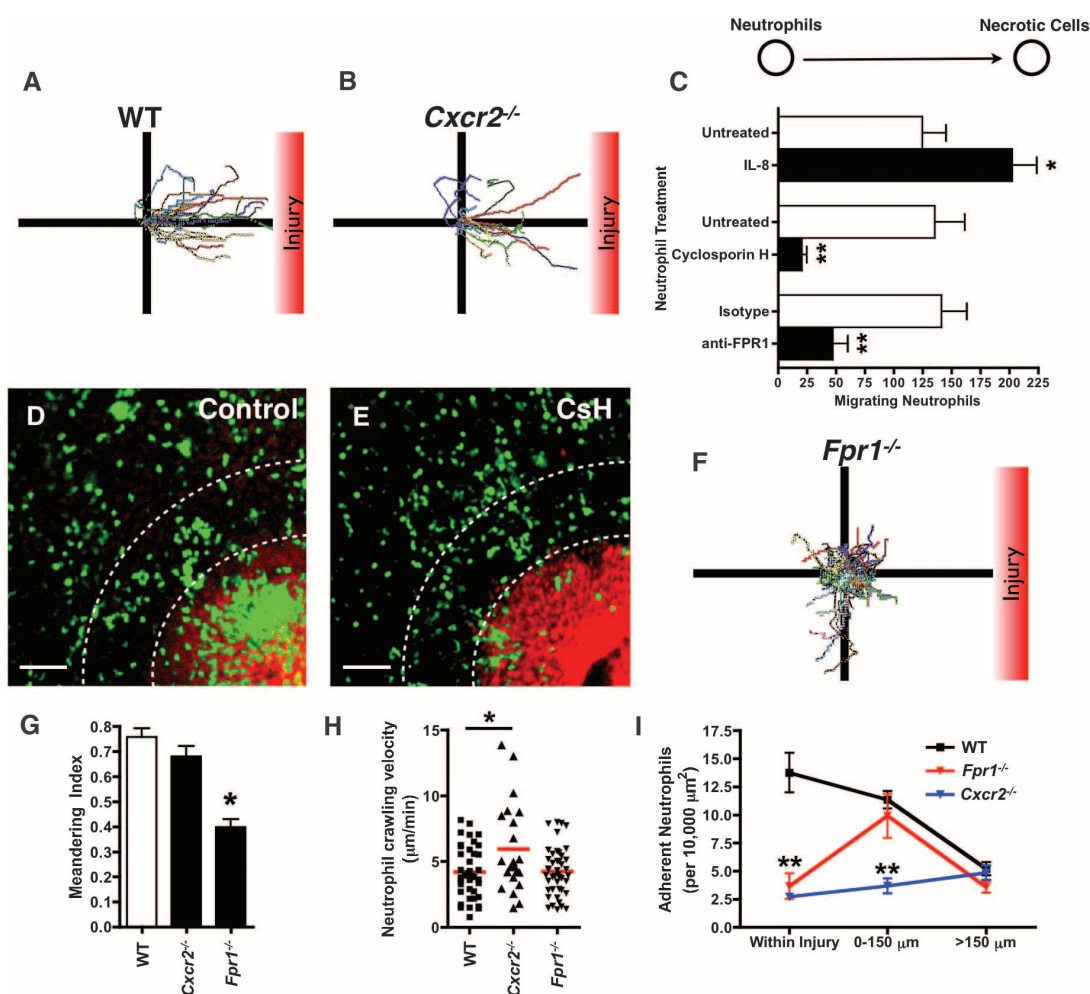 Neutrophils
Necrotic Cells
A
B
C
WT
Cxcr2-/-
Injury
Injury
Neutrophil Treatment
Untreated
IL-8
*
Untreated
Cyclosporin H
**
Isotype
anti-FPR1
**
0 25 50 75 100 125 150 175 200 225
Migrating Neutrophils
D
Control
E
CsH
F
Fpr1-/-
Injury
G
Meandering Index
0.8
0.7
0.6
0.5
0.4
0.3
0.2
0.1
0.0
*
WT
Cxcr2-/-
Fpr1-/-
H
Neutrophil crawling velocity
(µm/min)
15
10
5
0
*
WT
Cxcr2-/-
Fpr1-/-
I
Adherent Neutrophils
(per 10,000 µm2)
17.5
15.0
12.5
10.0
7.5
5.0
2.5
0.0
WT
Fpr1-/-
Cxcr2-/-
**
**
Within Injury
0-150 µm
>150 µm